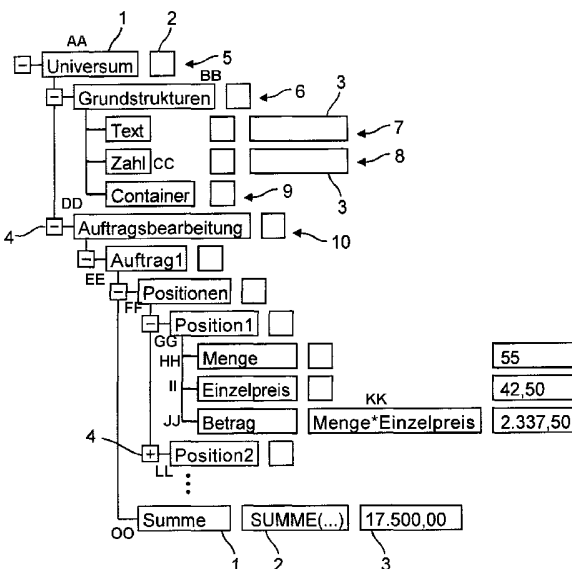 AA 1 2
− Universum 5
BB
− Grundstrukturen 6 3
Text 7
Zahl CC 8
Container 9 3
DD
4 − Auftragsbearbeitung 10
− Auftrag1
EE
− Positionen
FF
− Position1
GG
HH Menge 55
II Einzelpreis 42,50
KK
JJ Betrag Menge*Einzelpreis 2.337,50
4 + Position2
LL
Summe SUMME(...) 17.500,00
OO
1 2 3